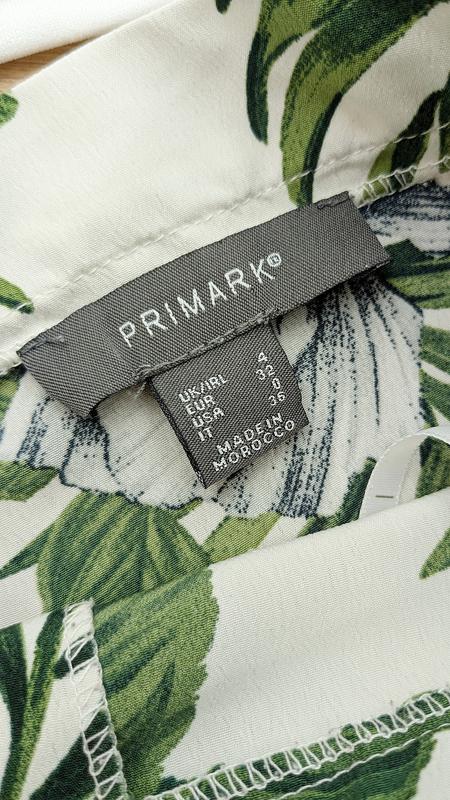 PRIMARK®
UK/IRL 4
EUR 32
USA 0
IT 36
MADE IN
MOROCCO